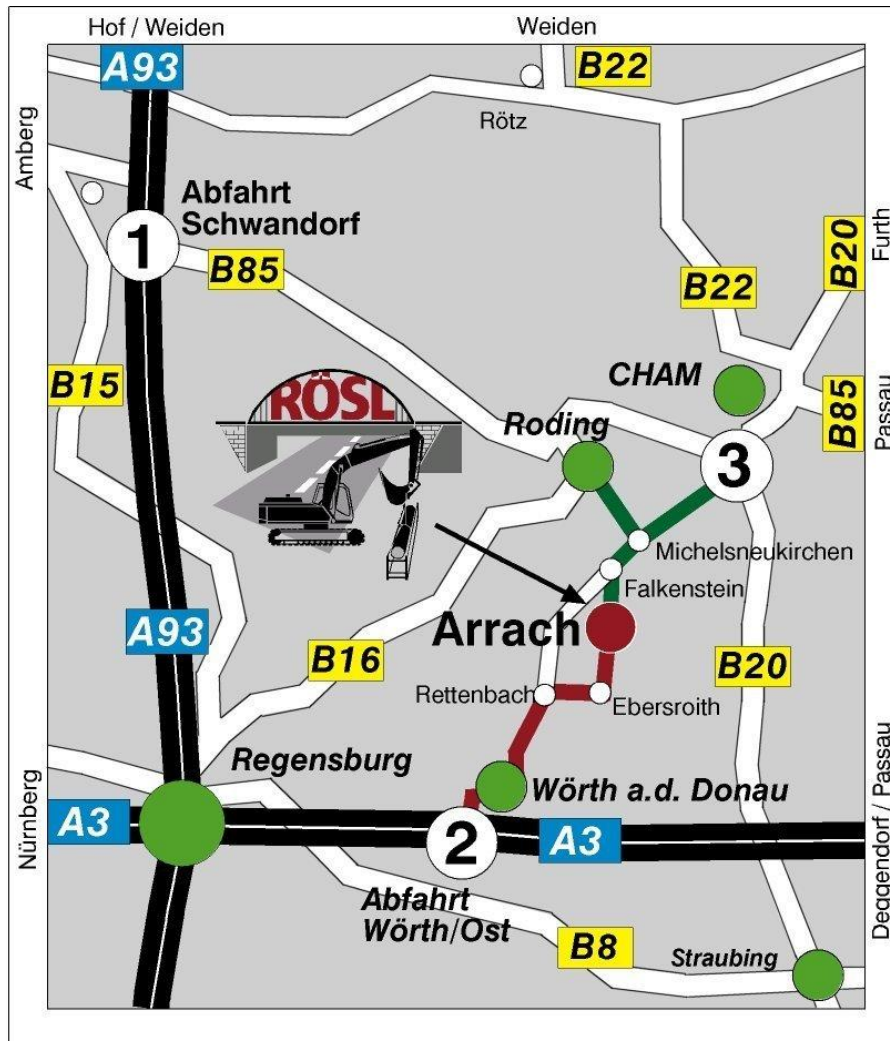 Hof / Weiden
Weiden
A93
B22
Rötz
Amberg
Abfahrt
Schwandorf
1
B85
B22
B20
Furth
B15
CHAM
B85
Passau
RÖSL
Roding
3
Michelsneukirchen
Falkenstein
Arrach
A93
B16
B20
Rettenbach
Ebersroith
Regensburg
Wörth a.d. Donau
Nürnberg
A3
2
A3
Deggendorf / Passau
Abfahrt
Wörth/Ost
B8
Straubing